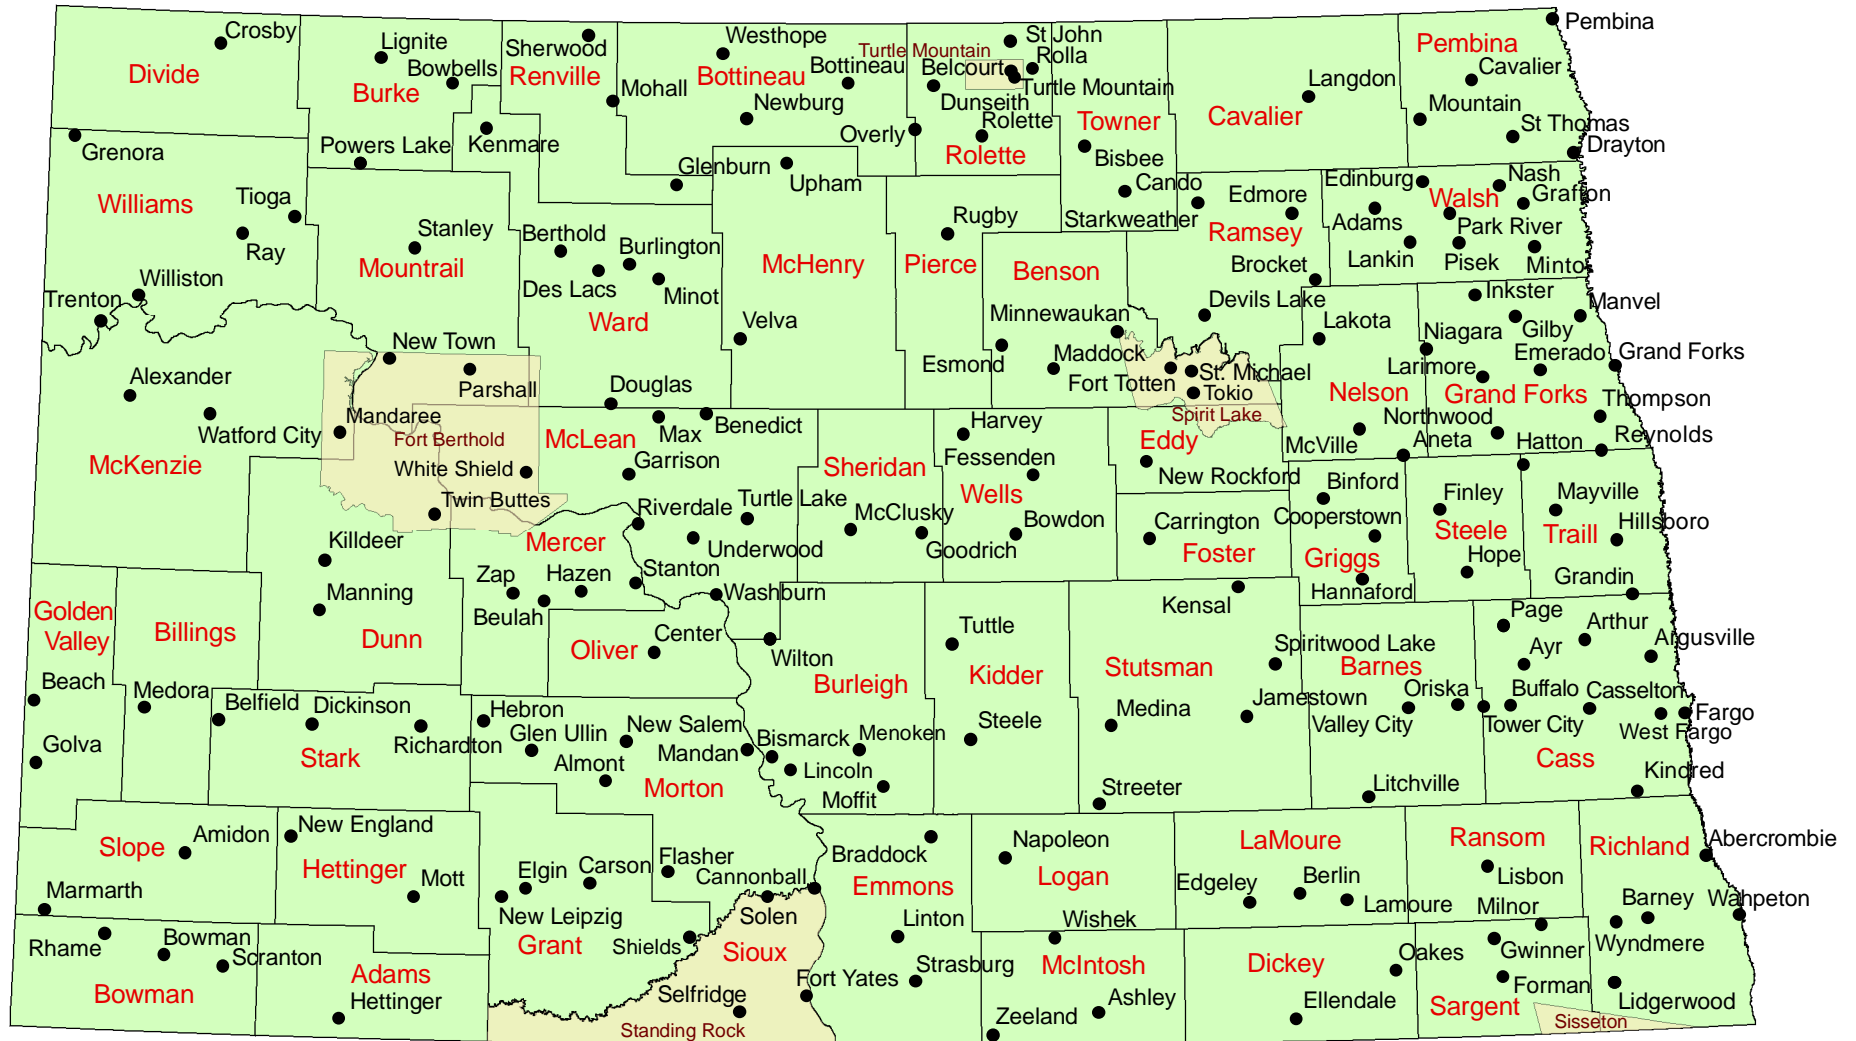 Pembina
Crosby
Lignite
Sherwood
Westhope
St John
Turtle Mountain
Rolla
Pembina
Divide
Burke
Bowbells
Renville
Bottineau
Bottineau
Belcourt
Cavalier
Mohall
Newburg
Dunseith
Turtle Mountain
Langdon
Mountain
Powers Lake
Kenmare
Overly
Rolette
Towner
Cavalier
St Thomas
Drayton
Grenora
Glenburn
Upham
Rolette
Bisbee
Cando
Edmore
Edinburg
Nash
Walsh
Grafton
Williams
Tioga
Stanley
Rugby
Starkweather
Adams
Park River
Ray
Berthold
Burlington
Ramsey
Lankin
Pisek
Minto
Williston
Mountrail
Des Lacs
Minot
McHenry
Pierce
Benson
Brocket
Trenton
Ward
Velva
Minnewaukan
Devils Lake
Lakota
Inkster
Manvel
Niagara
Gilby
New Town
Esmond
Maddock
Larimore
Emerado
Grand Forks
Alexander
Parshall
Douglas
Fort Totten
St. Michael
Tokio
Nelson
Grand Forks
Mandaree
Spirit Lake
Northwood
Thompson
Watford City
Fort Berthold
McLean
Max
Benedict
Harvey
Eddy
McVille
Aneta
Hatton
Reynolds
McKenzie
White Shield
Garrison
Sheridan
Fessenden
New Rockford
Binford
Finley
Mayville
Twin Buttes
Riverdale
Turtle Lake
McClusky
Wells
Bowdon
Carrington
Cooperstown
Steele
Traill
Hillsboro
Killdeer
Mercer
Underwood
Goodrich
Foster
Griggs
Hope
Zap
Hazen
Stanton
Washburn
Hannaford
Grandin
Golden
Valley
Billings
Manning
Dunn
Beulah
Kensal
Page
Arthur
Argusville
Oliver
Center
Wilton
Tuttle
Spiritwood Lake
Ayr
Beach
Medora
Burleigh
Kidder
Stutsman
Barnes
Belfield
Dickinson
Hebron
New Salem
Steele
Medina
Jamestown
Oriska
Buffalo
Casselton
Fargo
Golva
Richardton
Glen Ullin
Mandan
Bismarck
Menoken
Valley City
Tower City
West Fargo
Stark
Almont
Morton
Lincoln
Moffit
Streeter
Litchville
Cass
Kindred
Slope
Amidon
New England
Hettinger
Elgin
Carson
Flasher
Braddock
Napoleon
LaMoure
Ransom
Richland
Abercrombie
Marmarth
Mott
Cannonball
Emmons
Logan
Edgeley
Berlin
Lisbon
New Leipzig
Solen
Linton
Wishek
Lamoure
Milnor
Barney
Wahpeton
Rhame
Bowman
Scranton
Grant
Shields
Sioux
Gwinner
Wyndmere
Bowman
Adams
Hettinger
Selfridge
Fort Yates
Strasburg
McIntosh
Dickey
Oakes
Forman
Lidgerwood
Standing Rock
Zeeland
Ashley
Ellendale
Sargent
Sisseton